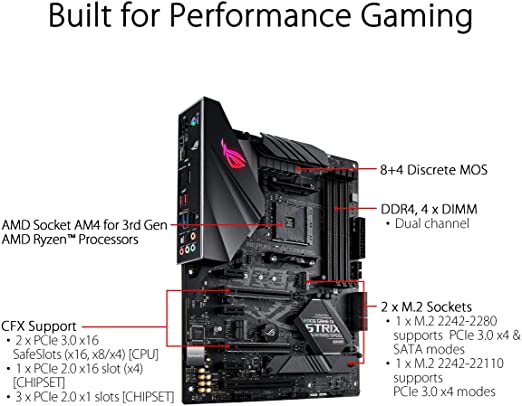 Built for Performance Gaming
8+4 Discrete MOS
DDR4, 4 x DIMM
• Dual channel
AMD Socket AM4 for 3rd Gen
AMD Ryzen™ Processors
REPUBLIC OF GAMERS
STRIX
2 x M.2 Sockets
• 1 x M.2 2242-2280
supports PCIe 3.0 x4 &
SATA modes
• 1 x M.2 2242-22110
supports
PCIe 3.0 x4 modes
CFX Support
• 2 x PCIe 3.0 x16
SafeSlots (x16, x8/x4) [CPU]
• 1 x PCIe 2.0 x16 slot (x4)
[CHIPSET]
• 3 x PCIe 2.0 x1 slots [CHIPSET]